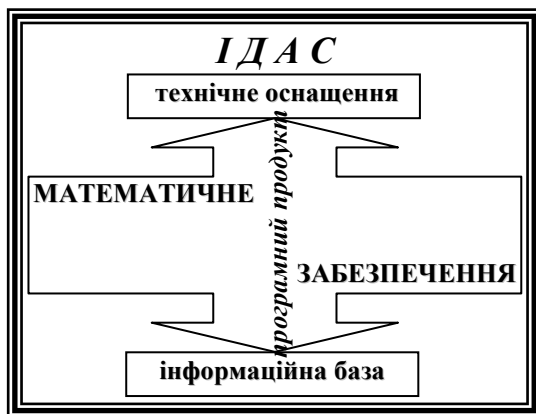 І Д А С
технічне оснащення
МАТЕМАТИЧНЕ
програмний продукт
ЗАБЕЗПЕЧЕННЯ
інформаційна база